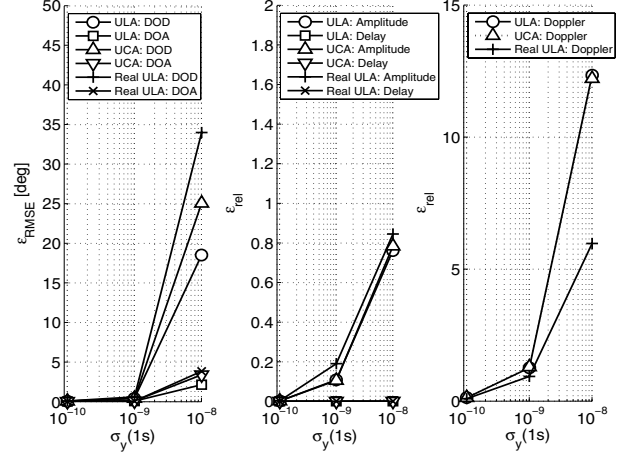 ULA: DOD
ULA: DOA
UCA: DOD
UCA: DOA
Real ULA: DOD
Real ULA: DOA
50
45
40
35
30
25
20
15
10
5
0
ε_RMSE [deg]
10^-10
10^-9
10^-8
σ_y(1s)
ULA: Amplitude
ULA: Delay
UCA: Amplitude
UCA: Delay
Real ULA: Amplitude
Real ULA: Delay
2
1.8
1.6
1.4
1.2
1
0.8
0.6
0.4
0.2
0
ε_rel
10^-10
10^-9
10^-8
σ_y(1s)
ULA: Doppler
UCA: Doppler
Real ULA: Doppler
10
5
0
ε_rel
10^-10
10^-9
10^-8
σ_y(1s)